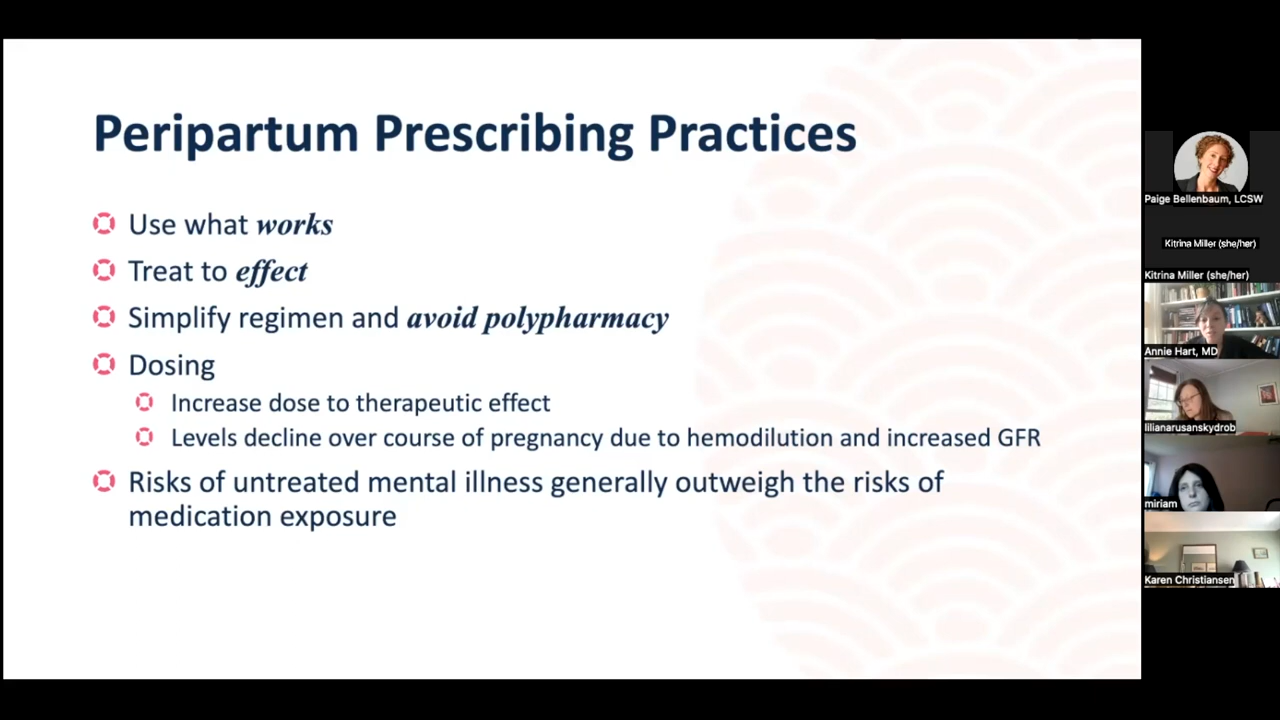 Peripartum Prescribing Practices
Use what works
Treat to effect
Simplify regimen and avoid polypharmacy
Dosing
Increase dose to therapeutic effect
Levels decline over course of pregnancy due to hemodilution and increased GFR
Risks of untreated mental illness generally outweigh the risks of
medication exposure
Paige Bellenbaum, LCSW
Kitrina Miller (she/her)
Kitrina Miller (she/her)
Annie Hart, MD
lilianarusanskydrob
miriam
Karen Christiansen